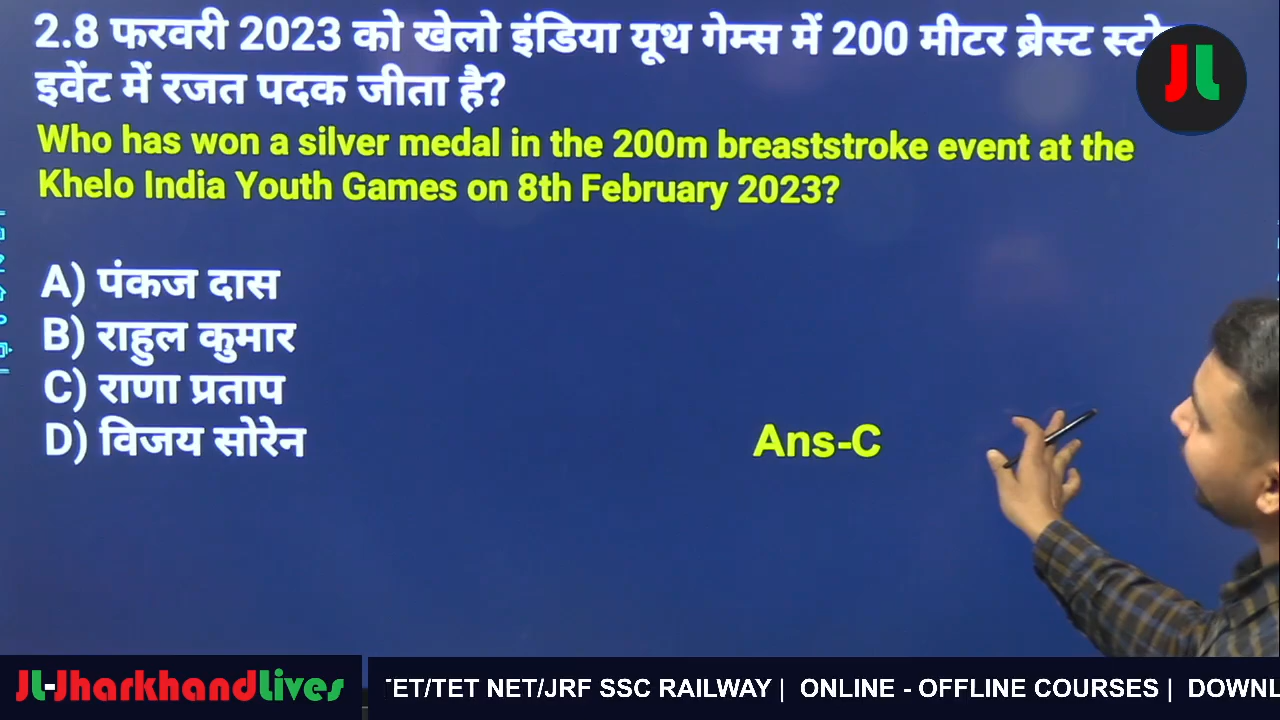 2.8 फरवरी 2023 को खेलो इंडिया यूथ गेम्स में 200 मीटर ब्रेस्ट
इवेंट में रजत पदक जीता है?
JL
Who has won a silver medal in the 200m breaststroke event at the
Khelo India Youth Games on 8th February 2023?
A) पंकज दास
B) राहुल कुमार
C) राणा प्रताप
D) विजय सोरेन
Ans-C
JL-JharkhandLives
TET/TET NET/JRF SSC RAILWAY | ONLINE - OFFLINE COURSES |